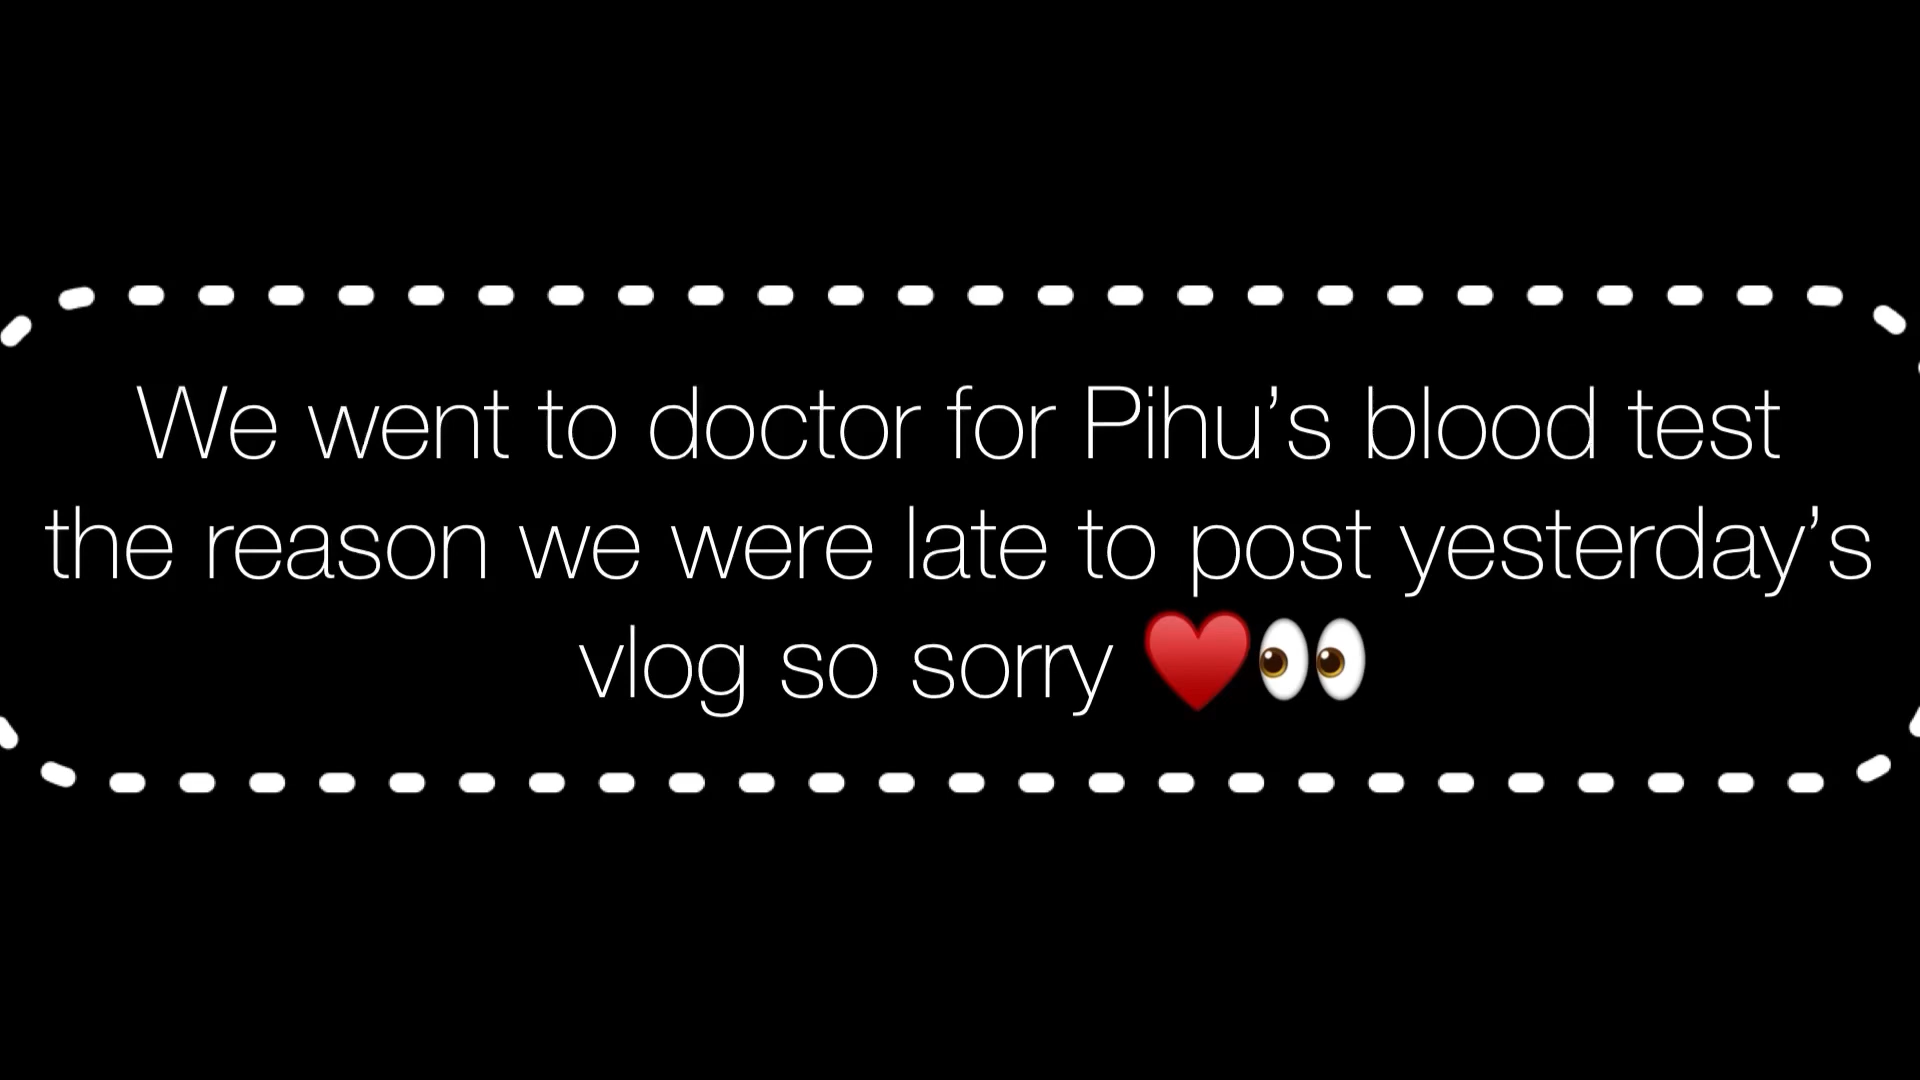 We went to doctor for Pihu’s blood test
the reason we were late to post yesterday’s
vlog so sorry ♥️👀